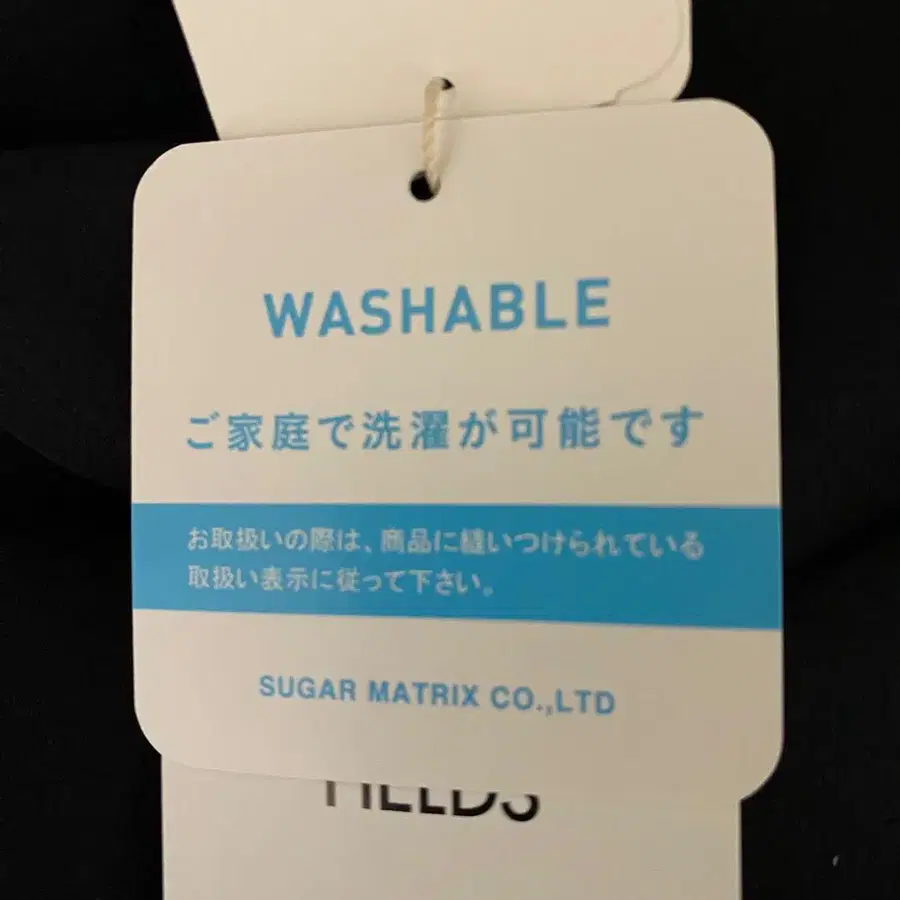 WASHABLE
ご家庭で洗濯が可能です
お取扱いの際は、商品に縫いつけられている
取扱い表示に従って下さい。
SUGAR MATRIX CO.,LTD